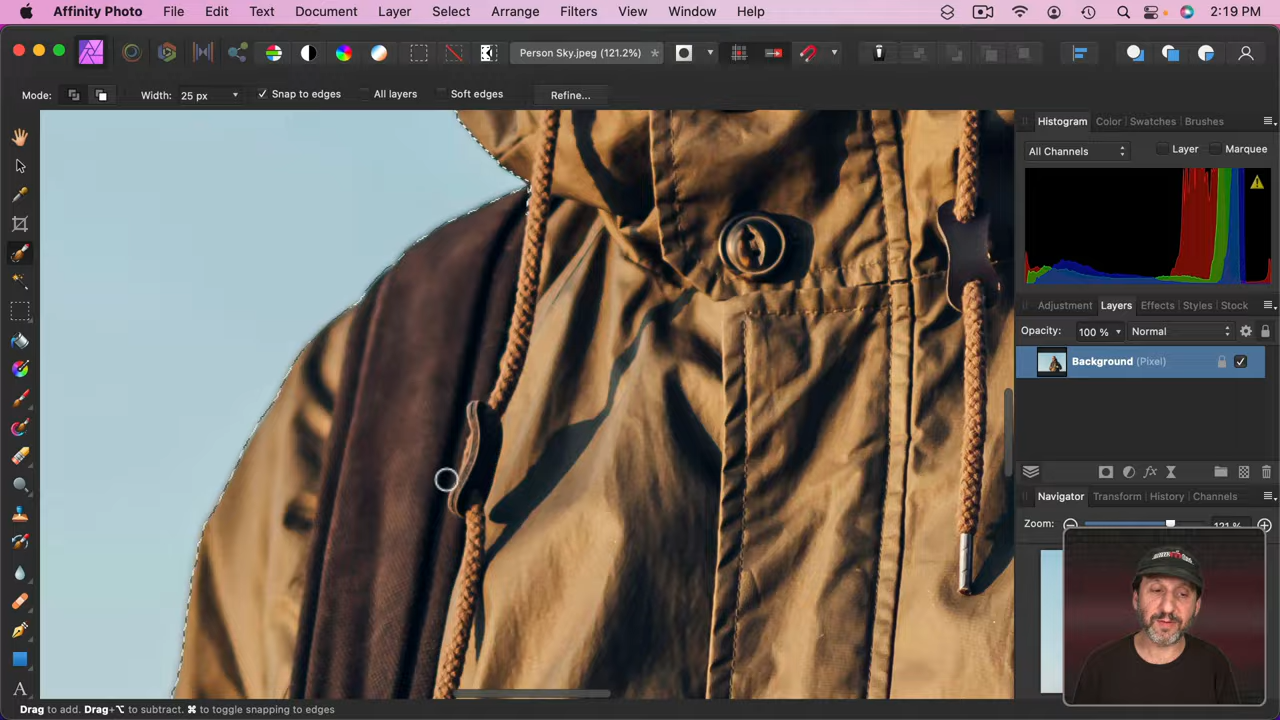 Affinity Photo File Edit Text Document Layer Select Arrange Filters View Window Help 2:19 PM
Person Sky.jpeg (121.2%) *
Mode: Width: 25 px Snap to edges All layers Soft edges Refine...
Histogram Color Swatches Brushes
All Channels Layer Marquee
Adjustment Layers Effects Styles Stock
Opacity: 100 % Normal
Background (Pixel)
Navigator Transform History Channels
Zoom: 121 %
Drag to add. Drag+⌥ to subtract. ⌘ to toggle snapping to edges